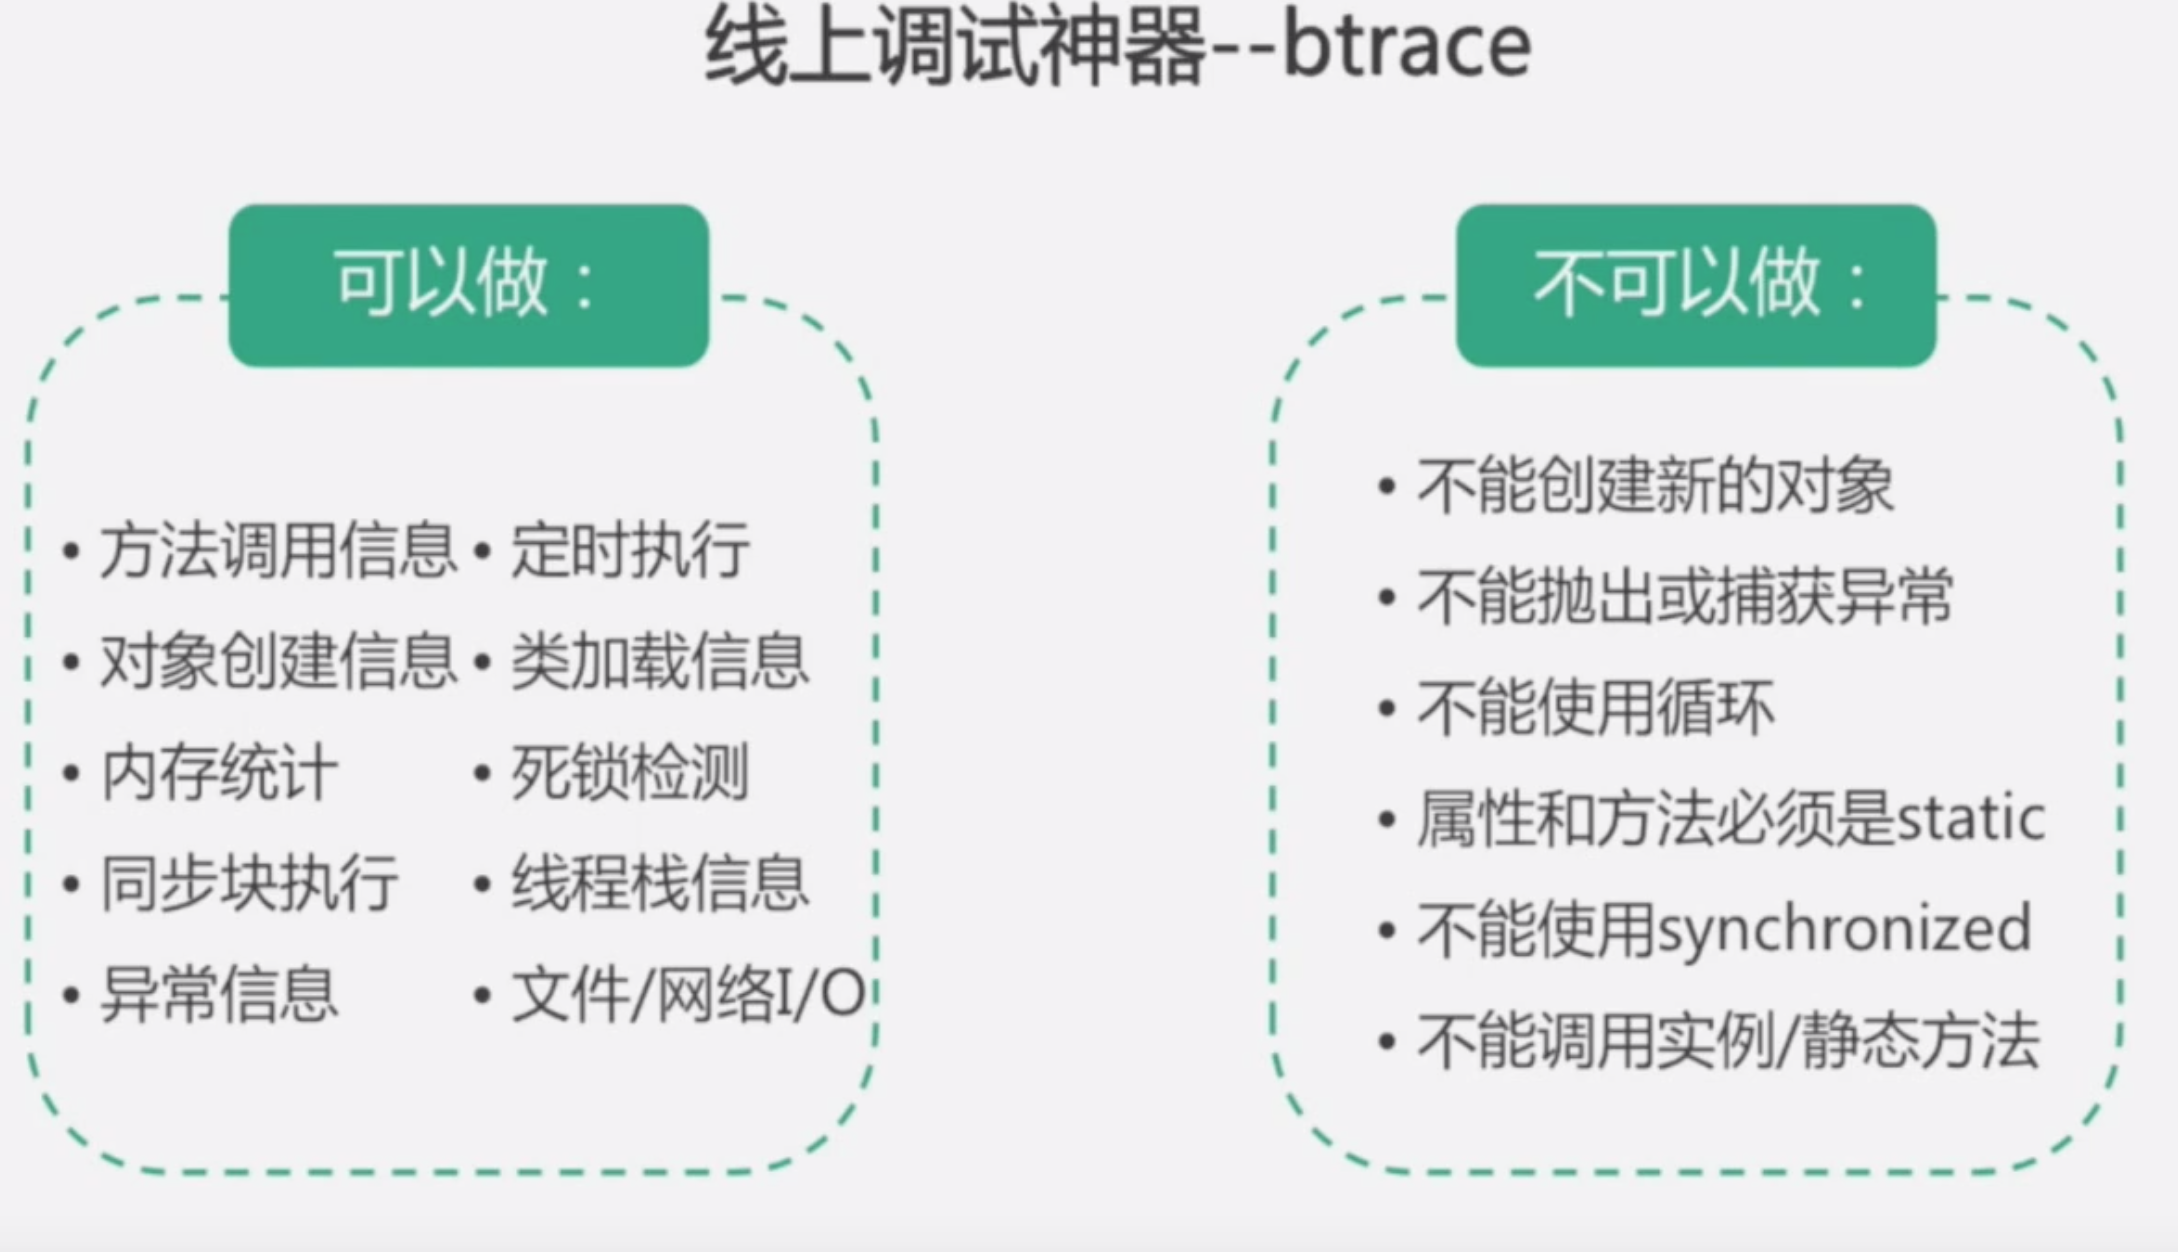 线上调试神器--btrace
可以做：
• 方法调用信息
• 对象创建信息
• 内存统计
• 同步块执行
• 异常信息
• 定时执行
• 类加载信息
• 死锁检测
• 线程栈信息
• 文件/网络I/O
不可以做：
• 不能创建新的对象
• 不能抛出或捕获异常
• 不能使用循环
• 属性和方法必须是static
• 不能使用synchronized
• 不能调用实例/静态方法